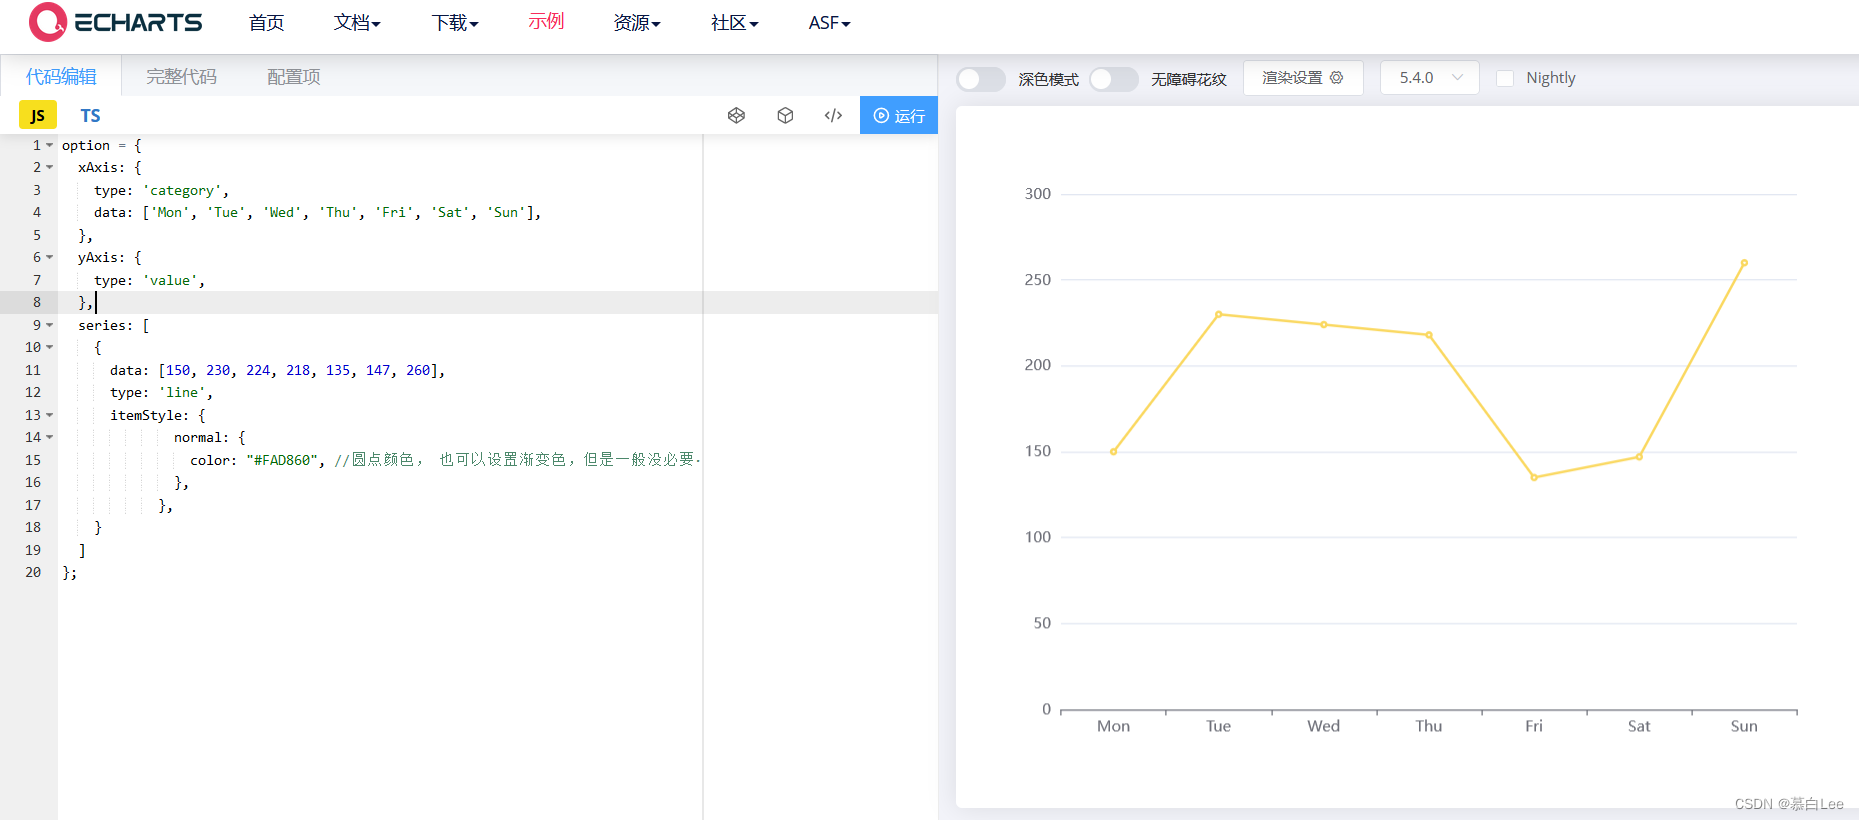 ECHARTS 首页 文档 下载 示例 资源 社区 ASF
代码编辑 完整代码 配置项
深色模式 无障碍花纹 渲染设置 5.4.0 Nightly
JS TS </> 运行
1 option = {
2 xAxis: {
3 type: 'category',
4 data: ['Mon', 'Tue', 'Wed', 'Thu', 'Fri', 'Sat', 'Sun'],
5 },
6 yAxis: {
7 type: 'value',
8 },
9 series: [
10 {
11 data: [150, 230, 224, 218, 135, 147, 260],
12 type: 'line',
13 itemStyle: {
14 normal: {
15 color: "#FAD860", //圆点颜色， 也可以设置渐变色，但是一般没必要.
16 },
17 },
18 }
19 ]
20 };
300
250
200
150
100
50
0
Mon Tue Wed Thu Fri Sat Sun
CSDN @慕白Lee